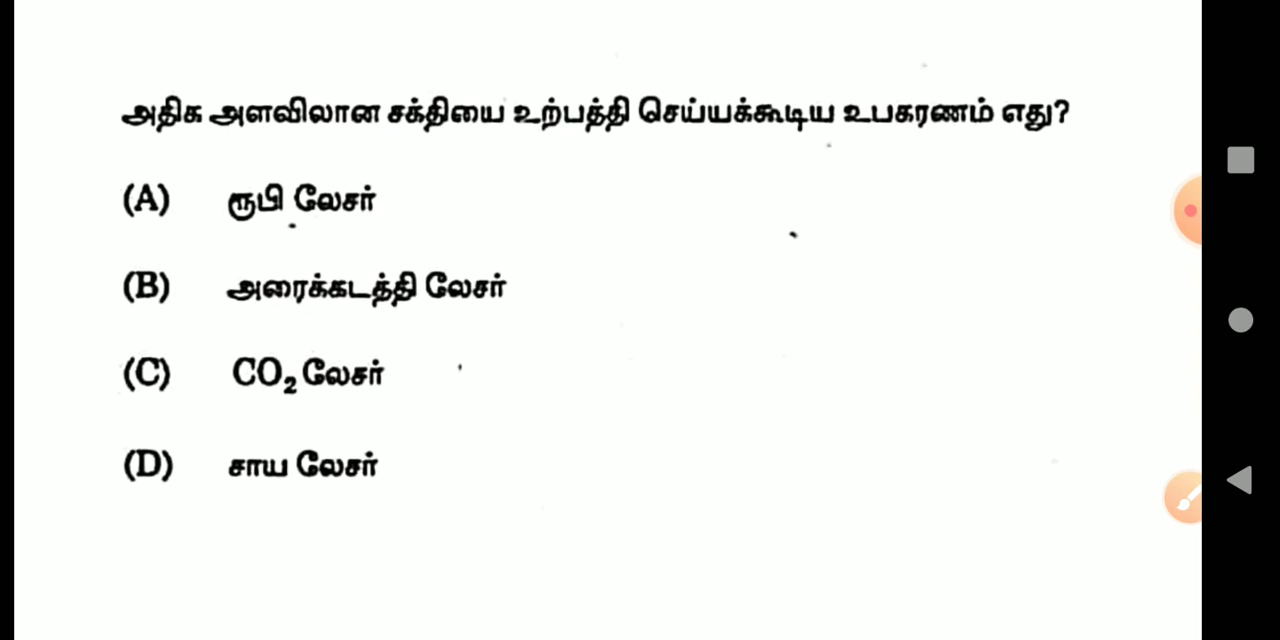 அதிக அளவிலான சக்தியை உற்பத்தி செய்யக்கூடிய உபகரணம் எது?
(A) ரூபி லேசர்
(B) அரைக்கடத்தி லேசர்
(C) CO₂ லேசர்
(D) சாய லேசர்